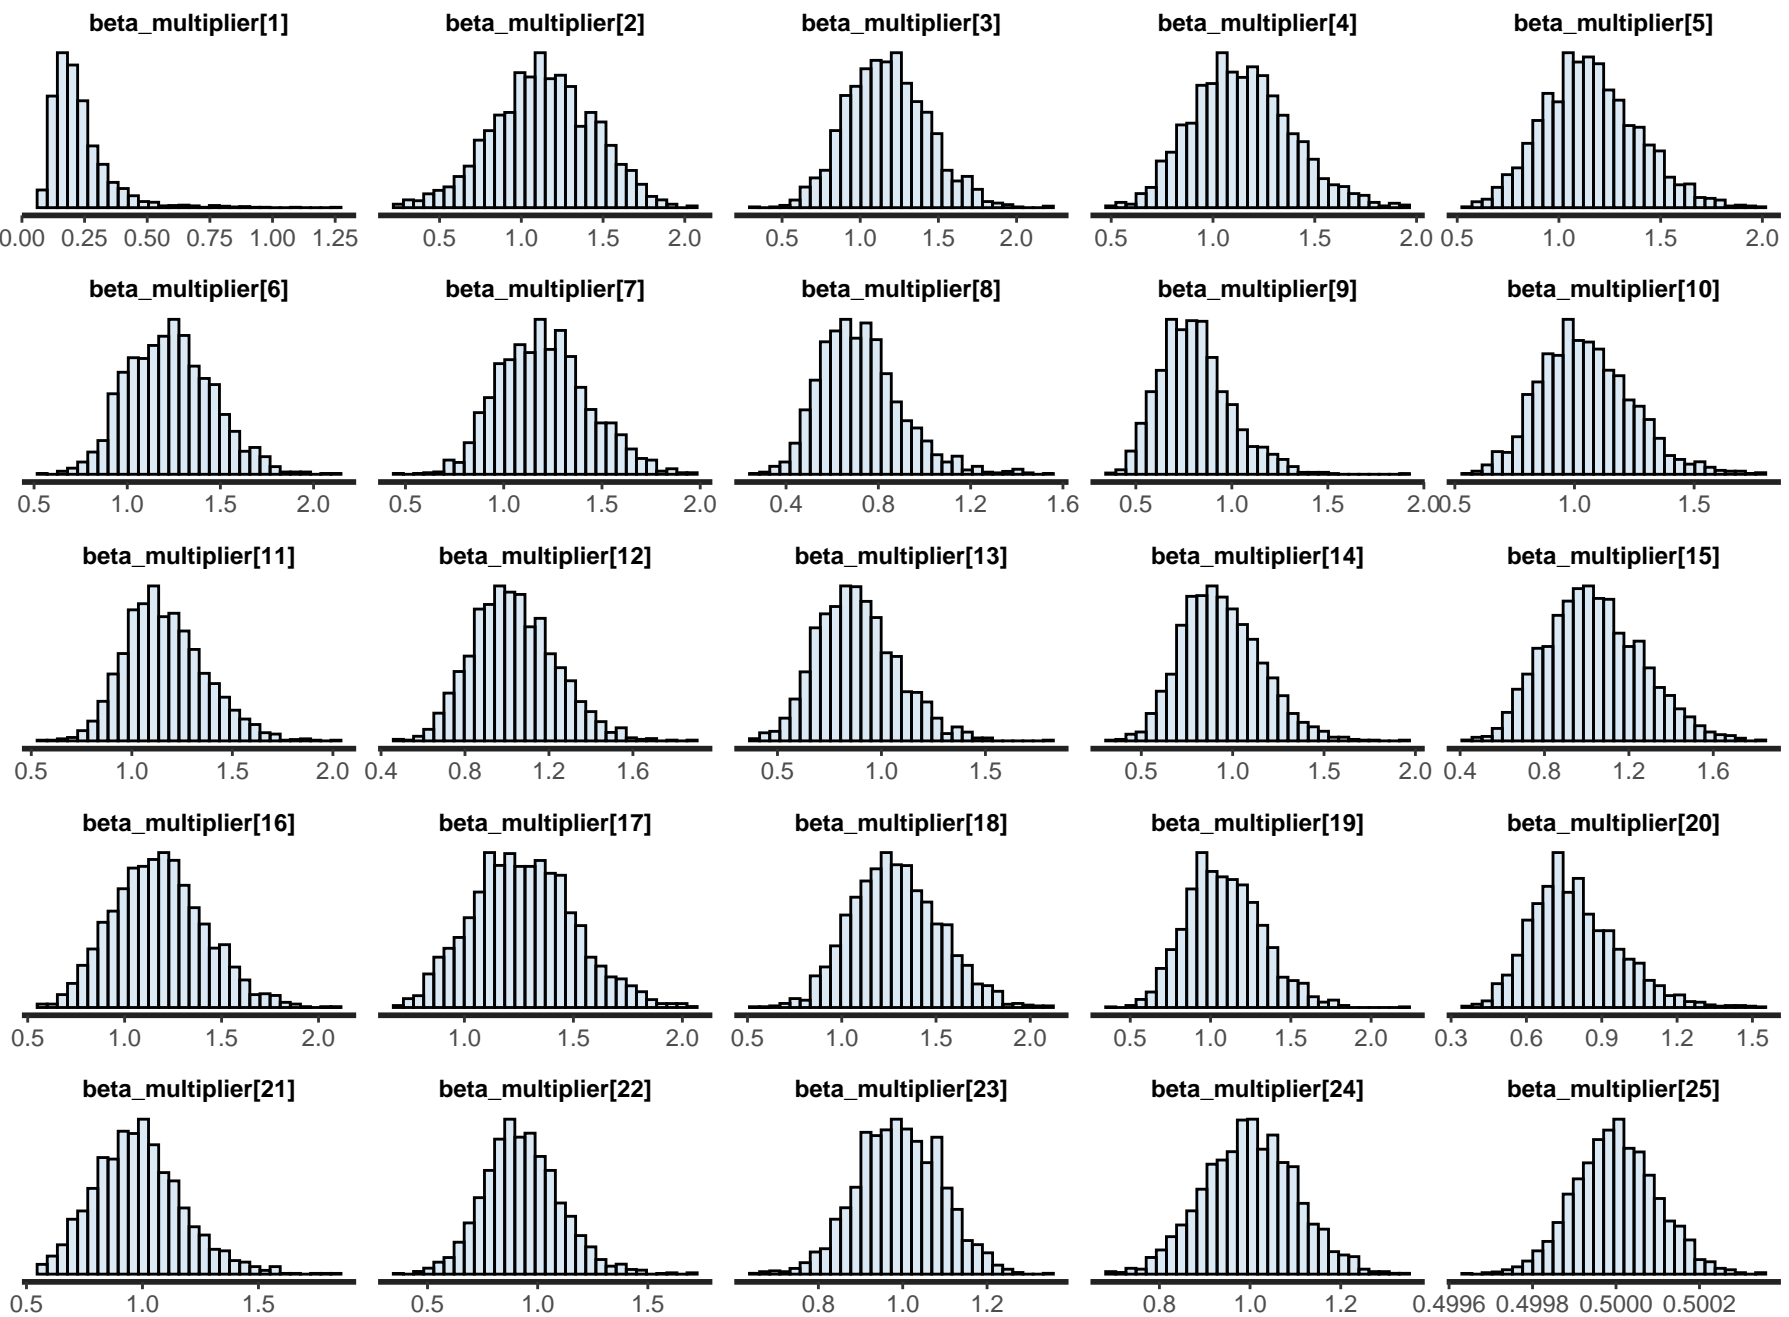 beta_multiplier[1] beta_multiplier[2] beta_multiplier[3] beta_multiplier[4] beta_multiplier[5]
0.00 0.25 0.50 0.75 1.00 1.25 0.5 1.0 1.5 2.0 0.5 1.0 1.5 2.0 0.5 1.0 1.5 2.0 0.5 1.0 1.5 2.0
beta_multiplier[6] beta_multiplier[7] beta_multiplier[8] beta_multiplier[9] beta_multiplier[10]
0.5 1.0 1.5 2.0 0.5 1.0 1.5 2.0 0.4 0.8 1.2 1.6 0.5 1.0 1.5 2.0 0.5 1.0 1.5
beta_multiplier[11] beta_multiplier[12] beta_multiplier[13] beta_multiplier[14] beta_multiplier[15]
0.5 1.0 1.5 2.0 0.4 0.8 1.2 1.6 0.5 1.0 1.5 0.5 1.0 1.5 2.0 0.4 0.8 1.2 1.6
beta_multiplier[16] beta_multiplier[17] beta_multiplier[18] beta_multiplier[19] beta_multiplier[20]
0.5 1.0 1.5 2.0 1.0 1.5 2.0 0.5 1.0 1.5 2.0 0.5 1.0 1.5 2.0 0.3 0.6 0.9 1.2 1.5
beta_multiplier[21] beta_multiplier[22] beta_multiplier[23] beta_multiplier[24] beta_multiplier[25]
0.5 1.0 1.5 0.5 1.0 1.5 0.8 1.0 1.2 0.8 1.0 1.2 0.4996 0.4998 0.5000 0.5002